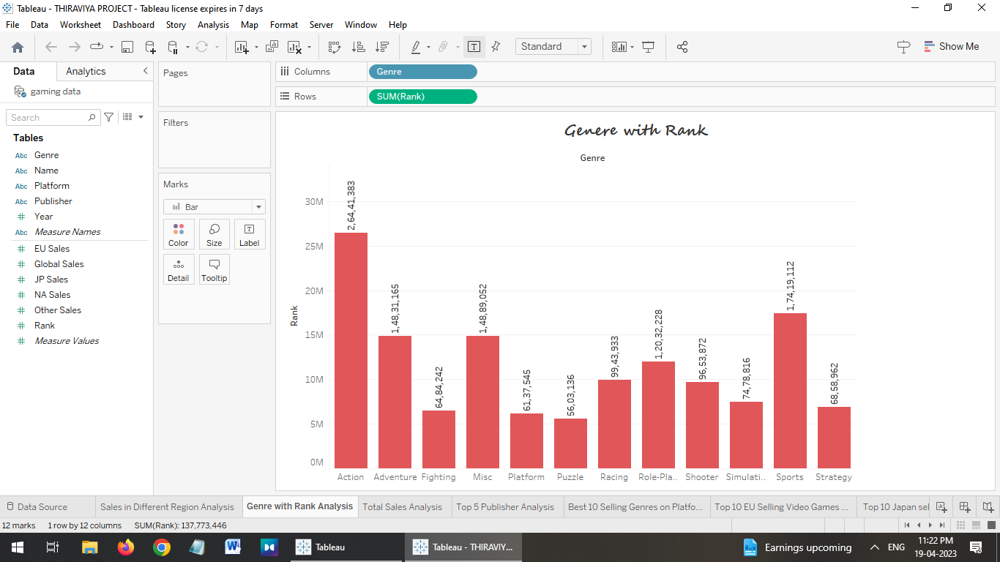 Tableau - THIRAVIYA PROJECT - Tableau license expires in 7 days
File Data Worksheet Dashboard Story Analysis Map Format Server Window Help
Standard
Show Me
Data Analytics
gaming data
Search
Tables
Abc Genre
Abc Name
Abc Platform
Abc Publisher
# Year
Abc Measure Names
# EU Sales
# Global Sales
# JP Sales
# NA Sales
# Other Sales
# Rank
# Measure Values
Pages
Filters
Marks
Bar
Color Size Label
Detail Tooltip
Columns Genre
Rows SUM(Rank)
Genere with Rank
Genre
Rank
30M
25M
20M
15M
10M
5M
0M
2,64,41,383
1,48,31,165
64,84,242
1,48,89,052
61,37,545
56,03,136
99,43,933
1,20,32,228
96,53,872
74,78,816
1,74,19,112
68,58,962
Action Adventure Fighting Misc Platform Puzzle Racing Role-Pla.. Shooter Simulati.. Sports Strategy
Data Source Sales in Different Region Analysis Genre with Rank Analysis Total Sales Analysis Top 5 Publisher Analysis Best 10 Selling Genres on Platfo... Top 10 EU Selling Video Games ... Top 10 Japan sel
12 marks 1 row by 12 columns SUM(Rank): 137,773,446
Tableau
Tableau - THIRAVIY...
Earnings upcoming
ENG
11:22 PM
19-04-2023